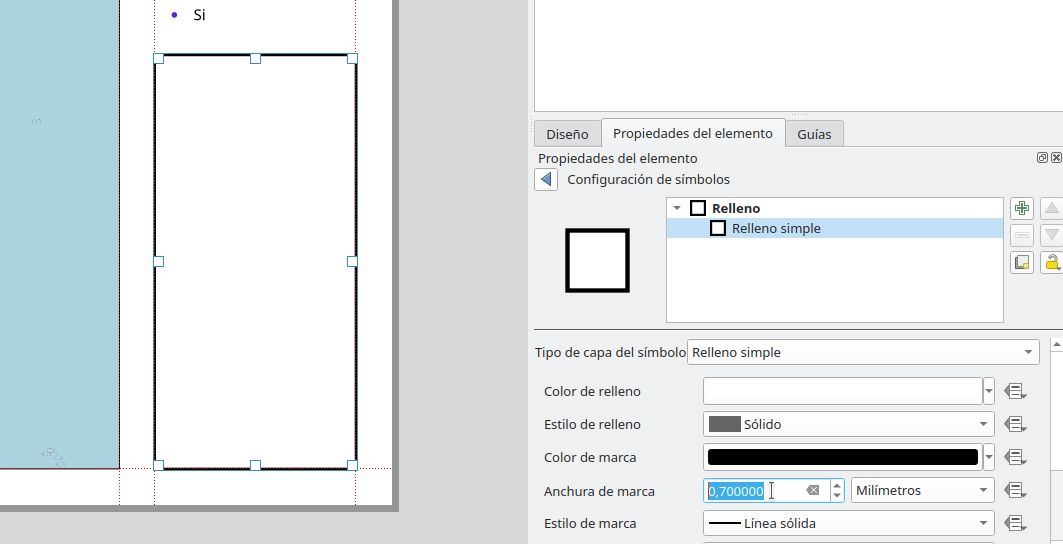 Si
Diseño
Propiedades del elemento
Guías
Propiedades del elemento
Configuración de símbolos
Relleno
Relleno simple
Tipo de capa del símbolo Relleno simple
Color de relleno
Estilo de relleno Sólido
Color de marca
Anchura de marca 0,700000 Milímetros
Estilo de marca Línea sólida